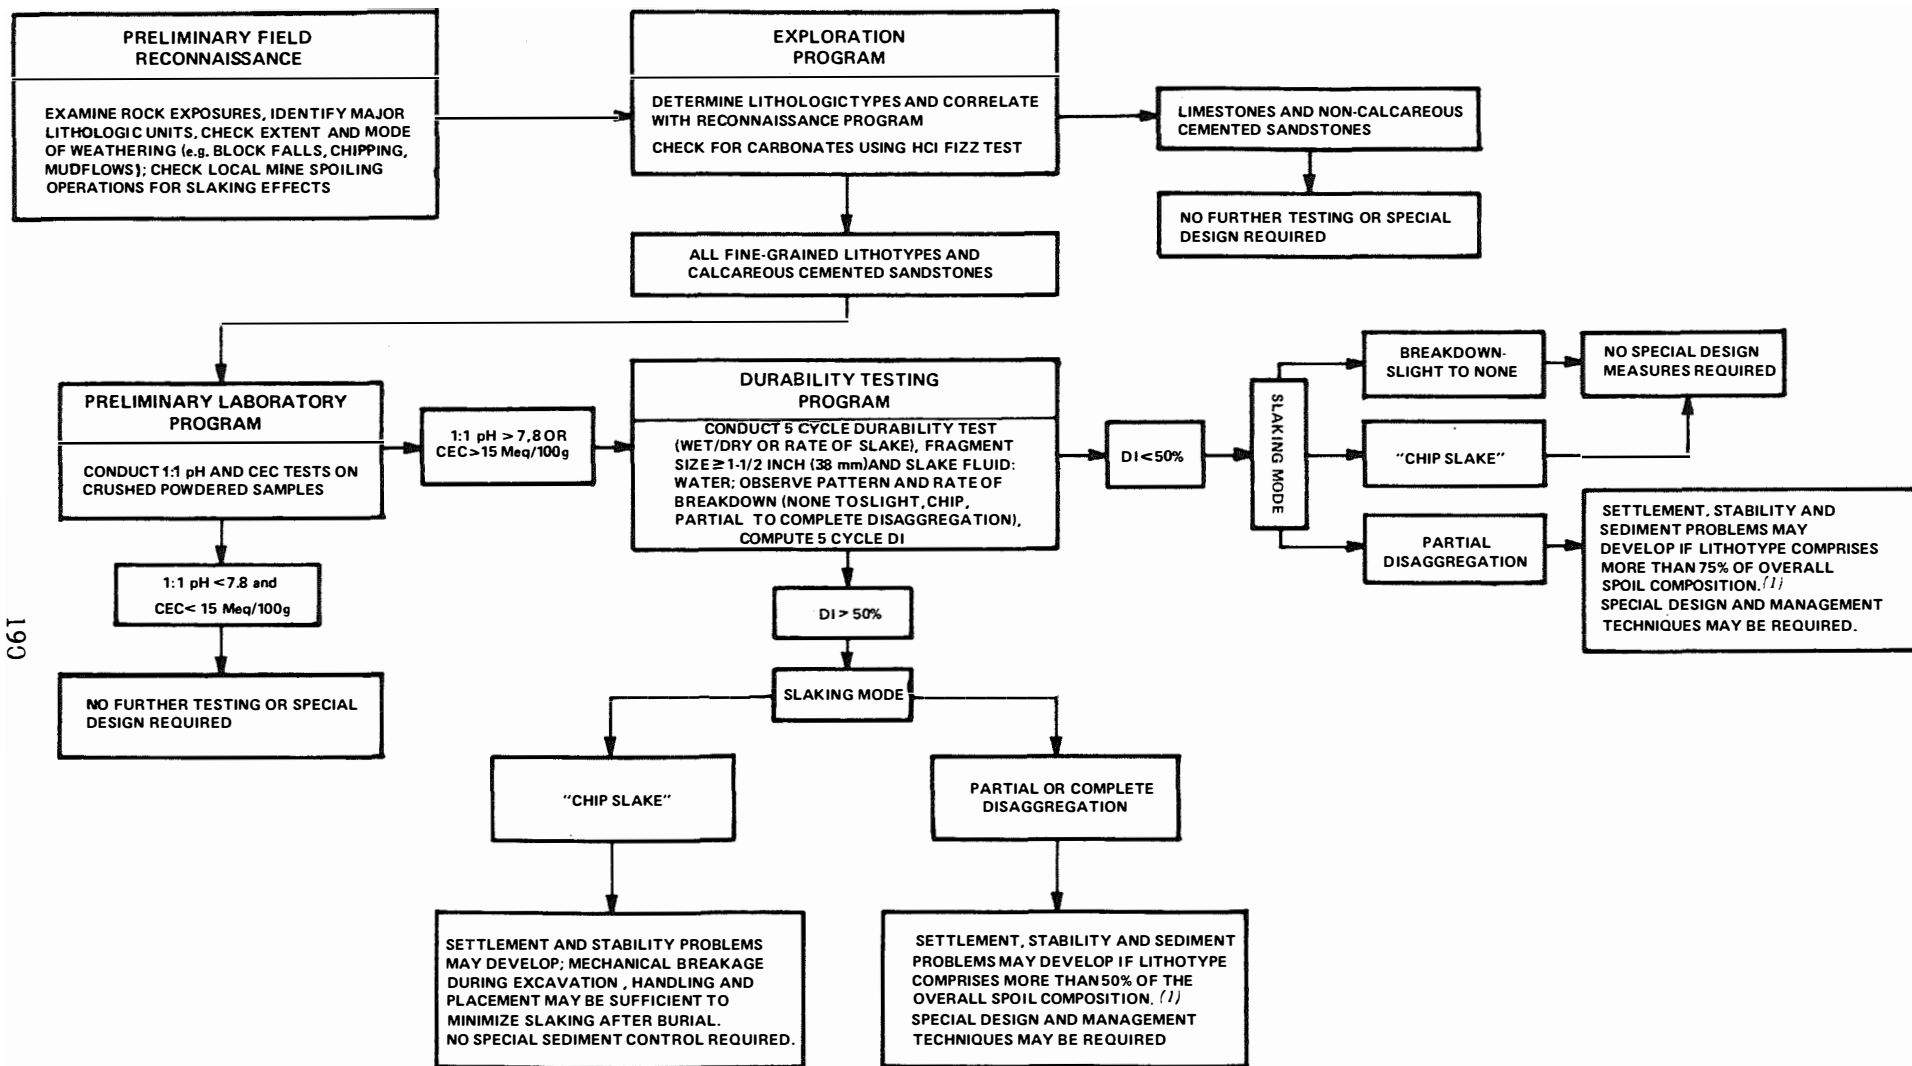 PRELIMINARY FIELD
RECONNAISSANCE
EXAMINE ROCK EXPOSURES, IDENTIFY MAJOR
LITHOLOGIC UNITS, CHECK EXTENT AND MODE
OF WEATHERING (e.g. BLOCK FALLS, CHIPPING,
MUDFLOWS); CHECK LOCAL MINE SPOILING
OPERATIONS FOR SLAKING EFFECTS
EXPLORATION
PROGRAM
DETERMINE LITHOLOGIC TYPES AND CORRELATE
WITH RECONNAISSANCE PROGRAM
CHECK FOR CARBONATES USING HCl FIZZ TEST
LIMESTONES AND NON-CALCAREOUS
CEMENTED SANDSTONES
NO FURTHER TESTING OR SPECIAL
DESIGN REQUIRED
ALL FINE-GRAINED LITHOTYPES AND
CALCAREOUS CEMENTED SANDSTONES
PRELIMINARY LABORATORY
PROGRAM
CONDUCT 1:1 pH AND CEC TESTS ON
CRUSHED POWDERED SAMPLES
1:1 pH > 7,8 OR
CEC>15 Meq/100g
1:1 pH <7.8 and
CEC< 15 Meq/100g
NO FURTHER TESTING OR SPECIAL
DESIGN REQUIRED
DURABILITY TESTING
PROGRAM
CONDUCT 5 CYCLE DURABILITY TEST
(WET/DRY OR RATE OF SLAKE), FRAGMENT
SIZE ≥ 1-1/2 INCH (38 mm) AND SLAKE FLUID:
WATER; OBSERVE PATTERN AND RATE OF
BREAKDOWN (NONE TO SLIGHT, CHIP,
PARTIAL TO COMPLETE DISAGGREGATION),
COMPUTE 5 CYCLE DI
DI <50%
SLAKING MODE
BREAKDOWN-
SLIGHT TO NONE
NO SPECIAL DESIGN
MEASURES REQUIRED
"CHIP SLAKE"
PARTIAL
DISAGGREGATION
SETTLEMENT, STABILITY AND
SEDIMENT PROBLEMS MAY
DEVELOP IF LITHOTYPE COMPRISES
MORE THAN 75% OF OVERALL
SPOIL COMPOSITION.(1)
SPECIAL DESIGN AND MANAGEMENT
TECHNIQUES MAY BE REQUIRED.
DI > 50%
SLAKING MODE
"CHIP SLAKE"
PARTIAL OR COMPLETE
DISAGGREGATION
SETTLEMENT AND STABILITY PROBLEMS
MAY DEVELOP; MECHANICAL BREAKAGE
DURING EXCAVATION , HANDLING AND
PLACEMENT MAY BE SUFFICIENT TO
MINIMIZE SLAKING AFTER BURIAL.
NO SPECIAL SEDIMENT CONTROL REQUIRED.
SETTLEMENT, STABILITY AND SEDIMENT
PROBLEMS MAY DEVELOP IF LITHOTYPE
COMPRISES MORE THAN 50% OF THE
OVERALL SPOIL COMPOSITION. (1)
SPECIAL DESIGN AND MANAGEMENT
TECHNIQUES MAY BE REQUIRED